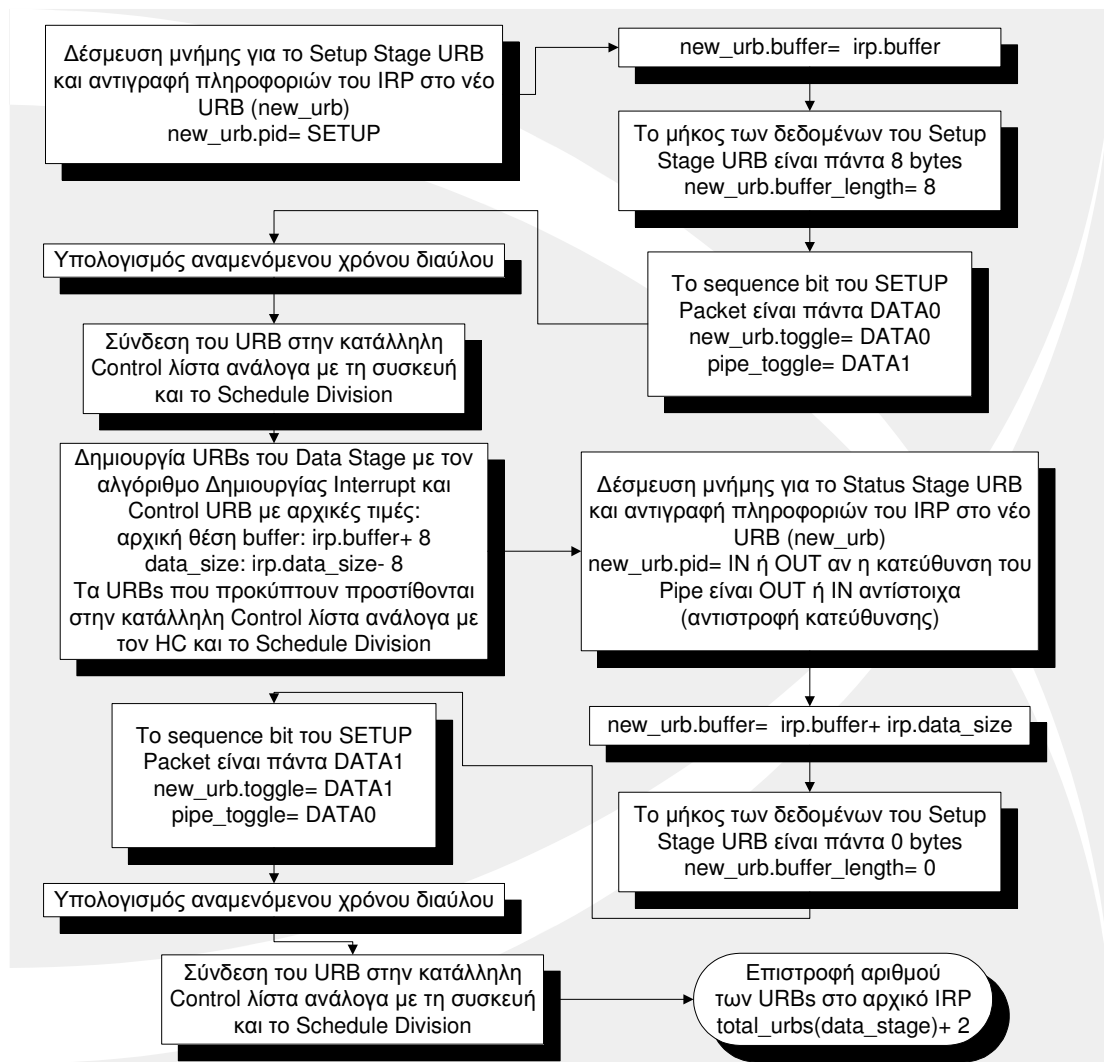 Δέσμευση μνήμης για το Setup Stage URB
και αντιγραφή πληροφοριών του IRP στο νέο
URB (new_urb)
new_urb.pid= SETUP
new_urb.buffer= irp.buffer
Το μήκος των δεδομένων του Setup
Stage URB είναι πάντα 8 bytes
new_urb.buffer_length= 8
Το sequence bit του SETUP
Packet είναι πάντα DATA0
new_urb.toggle= DATA0
pipe_toggle= DATA1
Υπολογισμός αναμενόμενου χρόνου διαύλου
Σύνδεση του URB στην κατάλληλη
Control λίστα ανάλογα με τη συσκευή
και το Schedule Division
Δημιουργία URBs του Data Stage με τον
αλγόριθμο Δημιουργίας Interrupt και
Control URB με αρχικές τιμές:
αρχική θέση buffer: irp.buffer+ 8
data_size: irp.data_size- 8
Τα URBs που προκύπτουν προστίθονται
στην κατάλληλη Control λίστα ανάλογα με
τον HC και το Schedule Division
Δέσμευση μνήμης για το Status Stage URB
και αντιγραφή πληροφοριών του IRP στο νέο
URB (new_urb)
new_urb.pid= IN ή OUT αν η κατεύθυνση του
Pipe είναι OUT ή IN αντίστοιχα
(αντιστροφή κατεύθυνσης)
new_urb.buffer= irp.buffer+ irp.data_size
Το μήκος των δεδομένων του Setup
Stage URB είναι πάντα 0 bytes
new_urb.buffer_length= 0
Το sequence bit του SETUP
Packet είναι πάντα DATA1
new_urb.toggle= DATA1
pipe_toggle= DATA0
Υπολογισμός αναμενόμενου χρόνου διαύλου
Σύνδεση του URB στην κατάλληλη
Control λίστα ανάλογα με τη συσκευή
και το Schedule Division
Επιστροφή αριθμού
των URBs στο αρχικό IRP
total_urbs(data_stage)+ 2